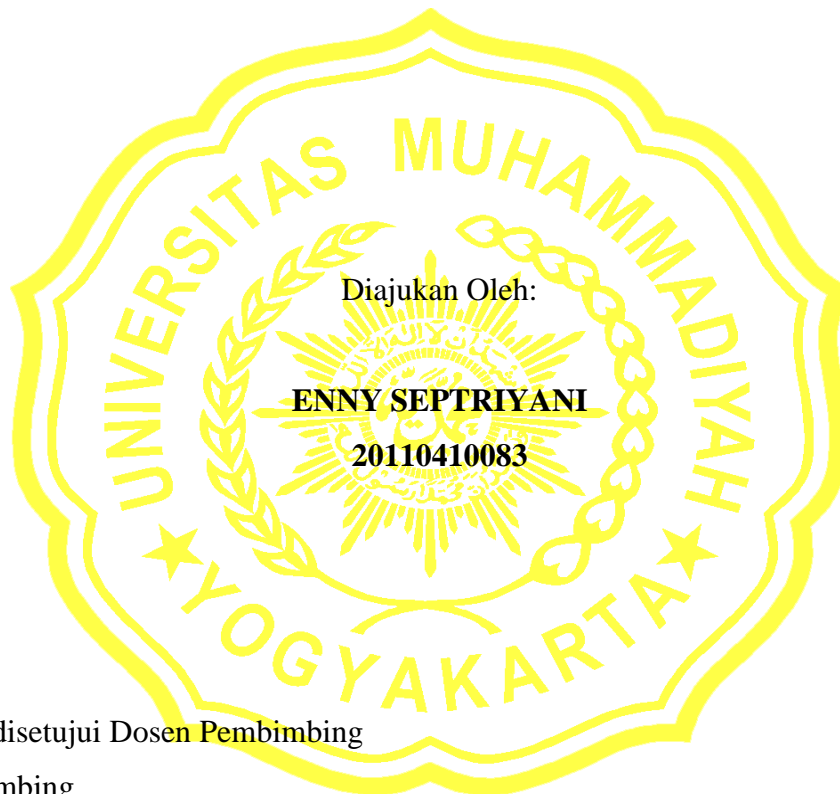 UNIVERSITAS MUHAMMADIYAH
Diajukan Oleh:
ENNY SEPTRIYANI
20110410083
YOGYAKARTA
disetujui Dosen Pembimbing